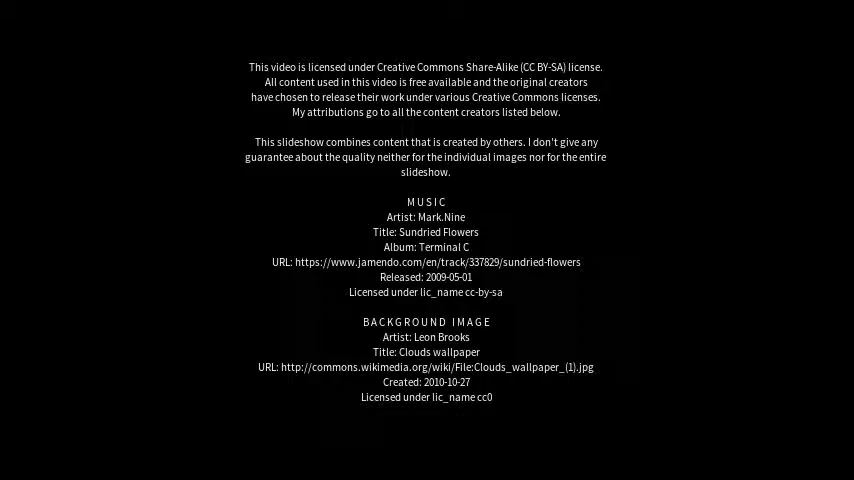 This video is licensed under Creative Commons Share-Alike (CC BY-SA) license.
All content used in this video is free available and the original creators
have chosen to release their work under various Creative Commons licenses.
My attributions go to all the content creators listed below.
This slideshow combines content that is created by others. I don't give any
guarantee about the quality neither for the individual images nor for the entire
slideshow.
MUSIC
Artist: Mark.Nine
Title: Sundried Flowers
Album: Terminal C
URL: https://www.jamendo.com/en/track/337829/sundried-flowers
Released: 2009-05-01
Licensed under lic_name cc-by-sa
BACKGROUND IMAGE
Artist: Leon Brooks
Title: Clouds wallpaper
URL: http://commons.wikimedia.org/wiki/File:Clouds_wallpaper_(1).jpg
Created: 2010-10-27
Licensed under lic_name cc0